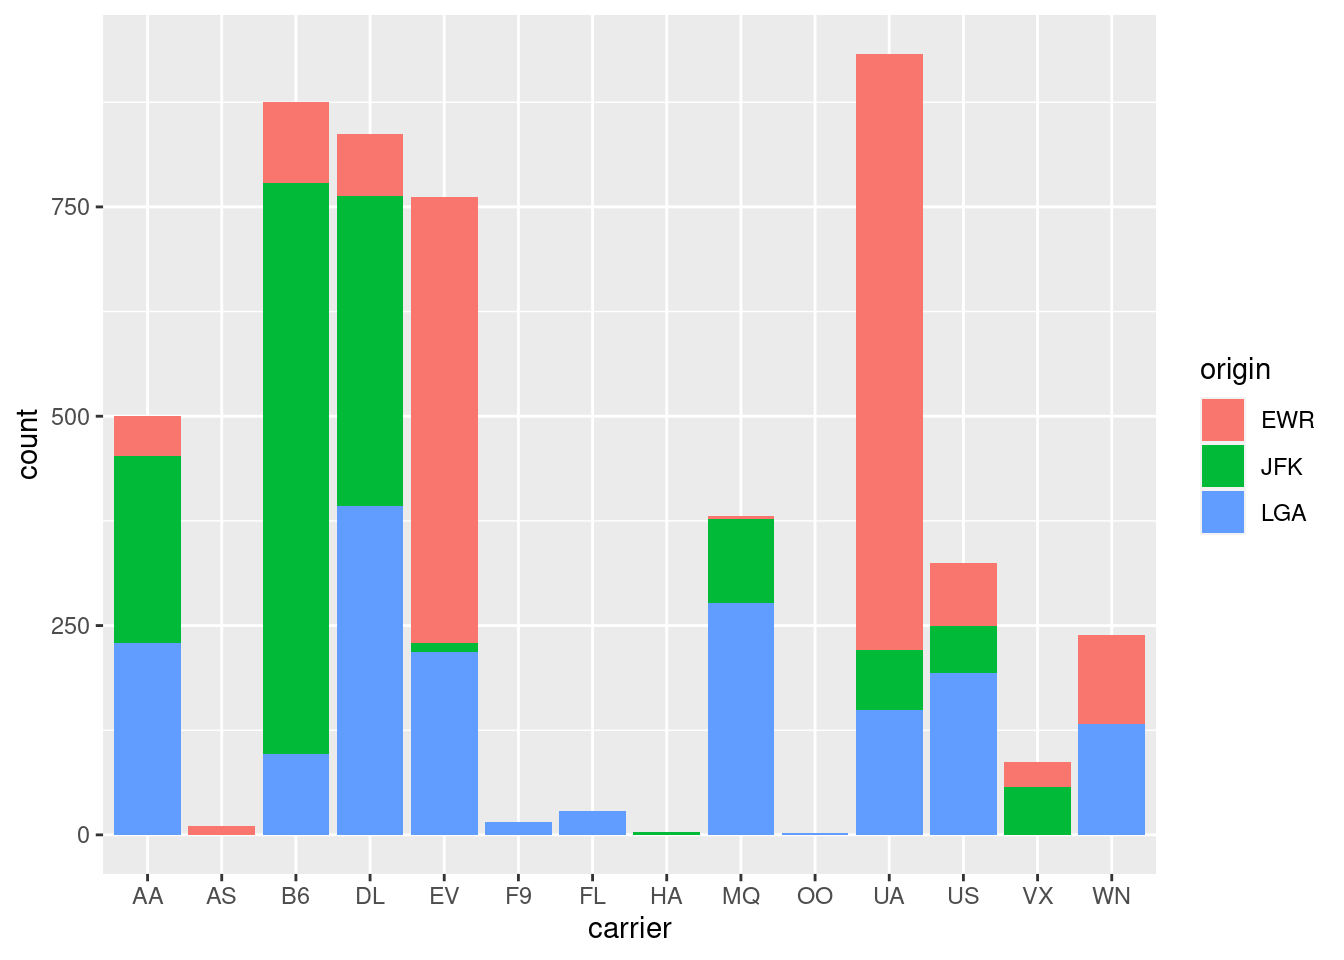 count
750
500
250
0
AA AS B6 DL EV F9 FL HA MQ OO UA US VX WN
carrier
origin
EWR
JFK
LGA